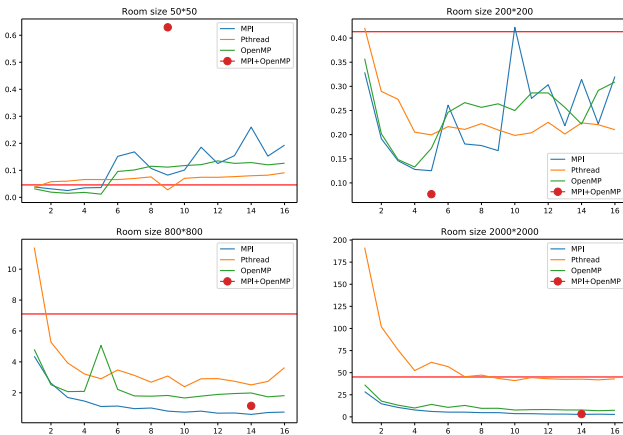 Room size 50*50
0.6
0.5
0.4
0.3
0.2
0.1
0.0
2 4 6 8 10 12 14 16
MPI
Pthread
OpenMP
MPI+OpenMP
Room size 200*200
0.40
0.35
0.30
0.25
0.20
0.15
0.10
2 4 6 8 10 12 14 16
MPI
Pthread
OpenMP
MPI+OpenMP
Room size 800*800
10
8
6
4
2
2 4 6 8 10 12 14 16
MPI
Pthread
OpenMP
MPI+OpenMP
Room size 2000*2000
200
175
150
125
100
75
50
25
0
2 4 6 8 10 12 14 16
MPI
Pthread
OpenMP
MPI+OpenMP